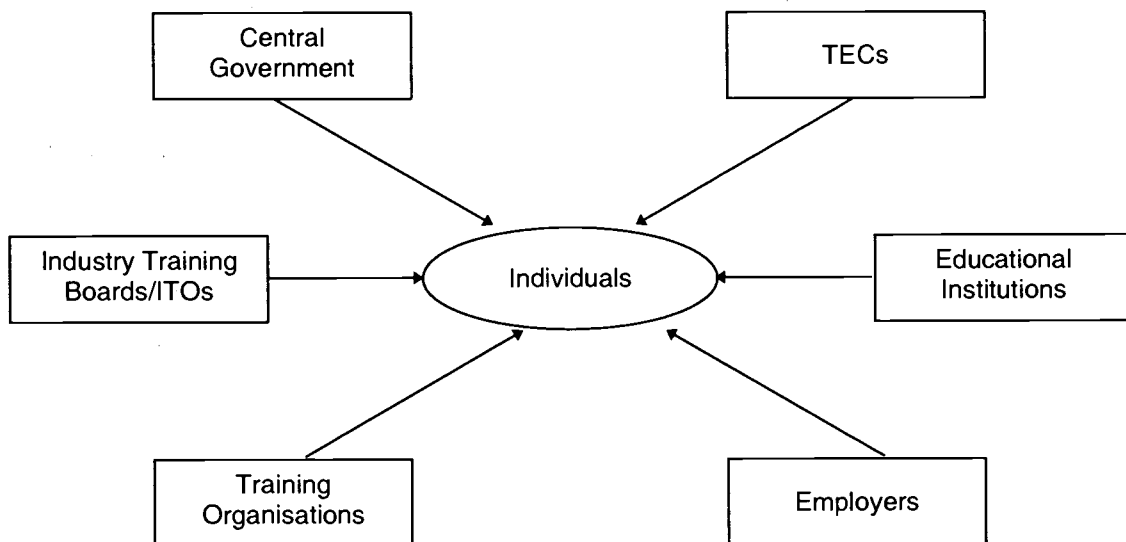 Central
Government
TECs
Industry Training
Boards/ITOs
Individuals
Educational
Institutions
Training
Organisations
Employers